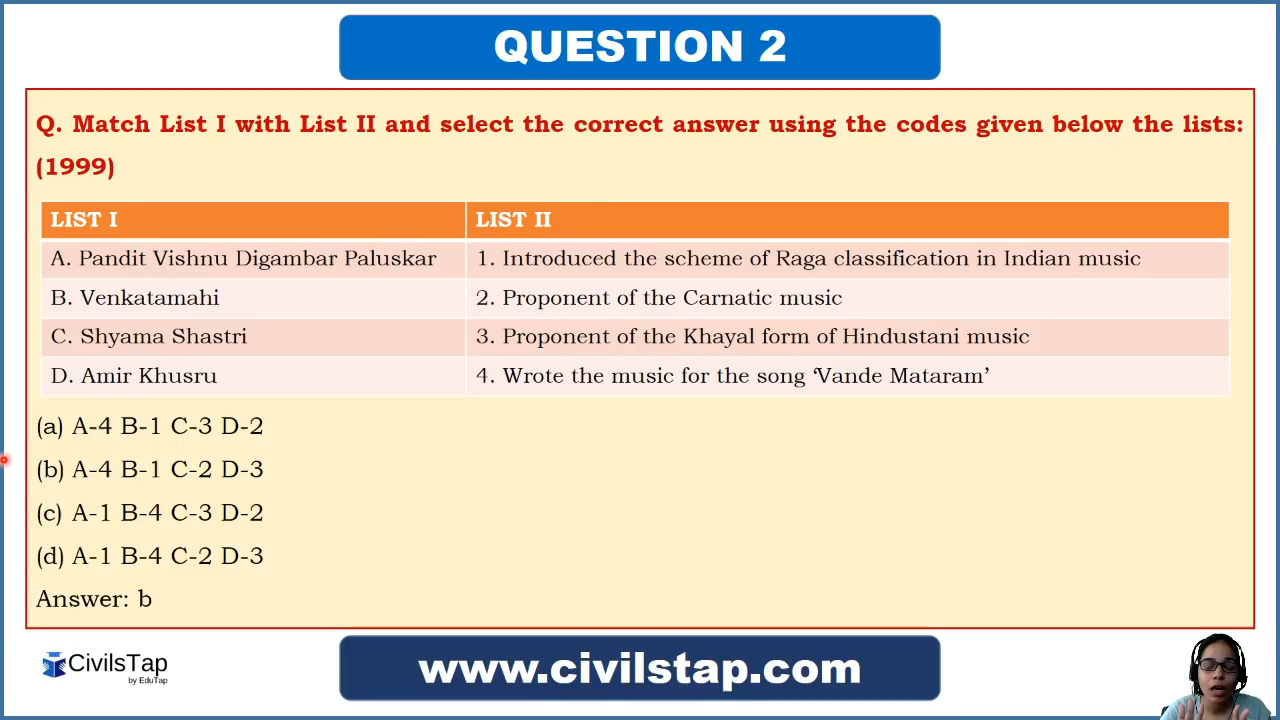 QUESTION 2
Q. Match List I with List II and select the correct answer using the codes given below the lists:
(1999)
LIST I LIST II
A. Pandit Vishnu Digambar Paluskar 1. Introduced the scheme of Raga classification in Indian music
B. Venkatamahi 2. Proponent of the Carnatic music
C. Shyama Shastri 3. Proponent of the Khayal form of Hindustani music
D. Amir Khusru 4. Wrote the music for the song ‘Vande Mataram’
(a) A-4 B-1 C-3 D-2
(b) A-4 B-1 C-2 D-3
(c) A-1 B-4 C-3 D-2
(d) A-1 B-4 C-2 D-3
Answer: b
CivilsTap
by EduTap
www.civilstap.com